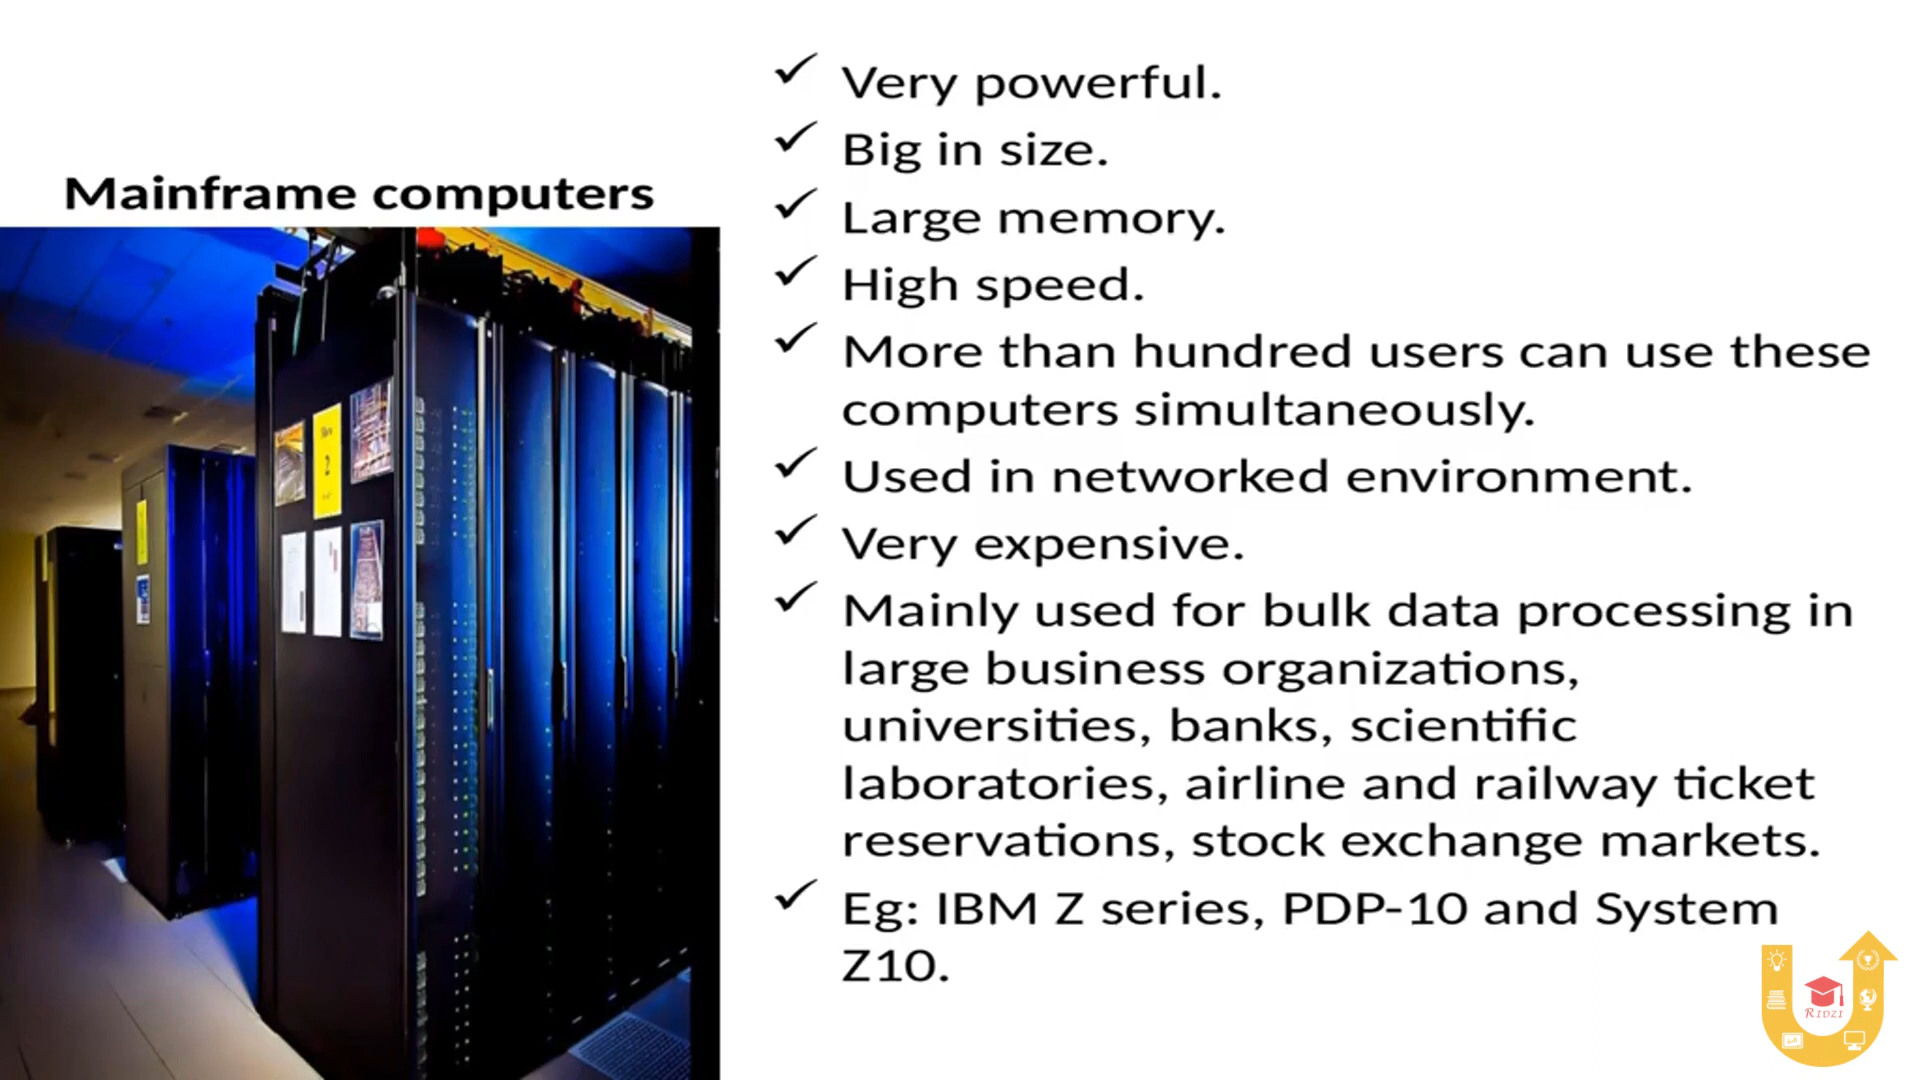 Mainframe computers
Very powerful.
Big in size.
Large memory.
High speed.
More than hundred users can use these
computers simultaneously.
Used in networked environment.
Very expensive.
Mainly used for bulk data processing in
large business organizations,
universities, banks, scientific
laboratories, airline and railway ticket
reservations, stock exchange markets.
Eg: IBM Z series, PDP-10 and System
Z10.
2
RIDZI